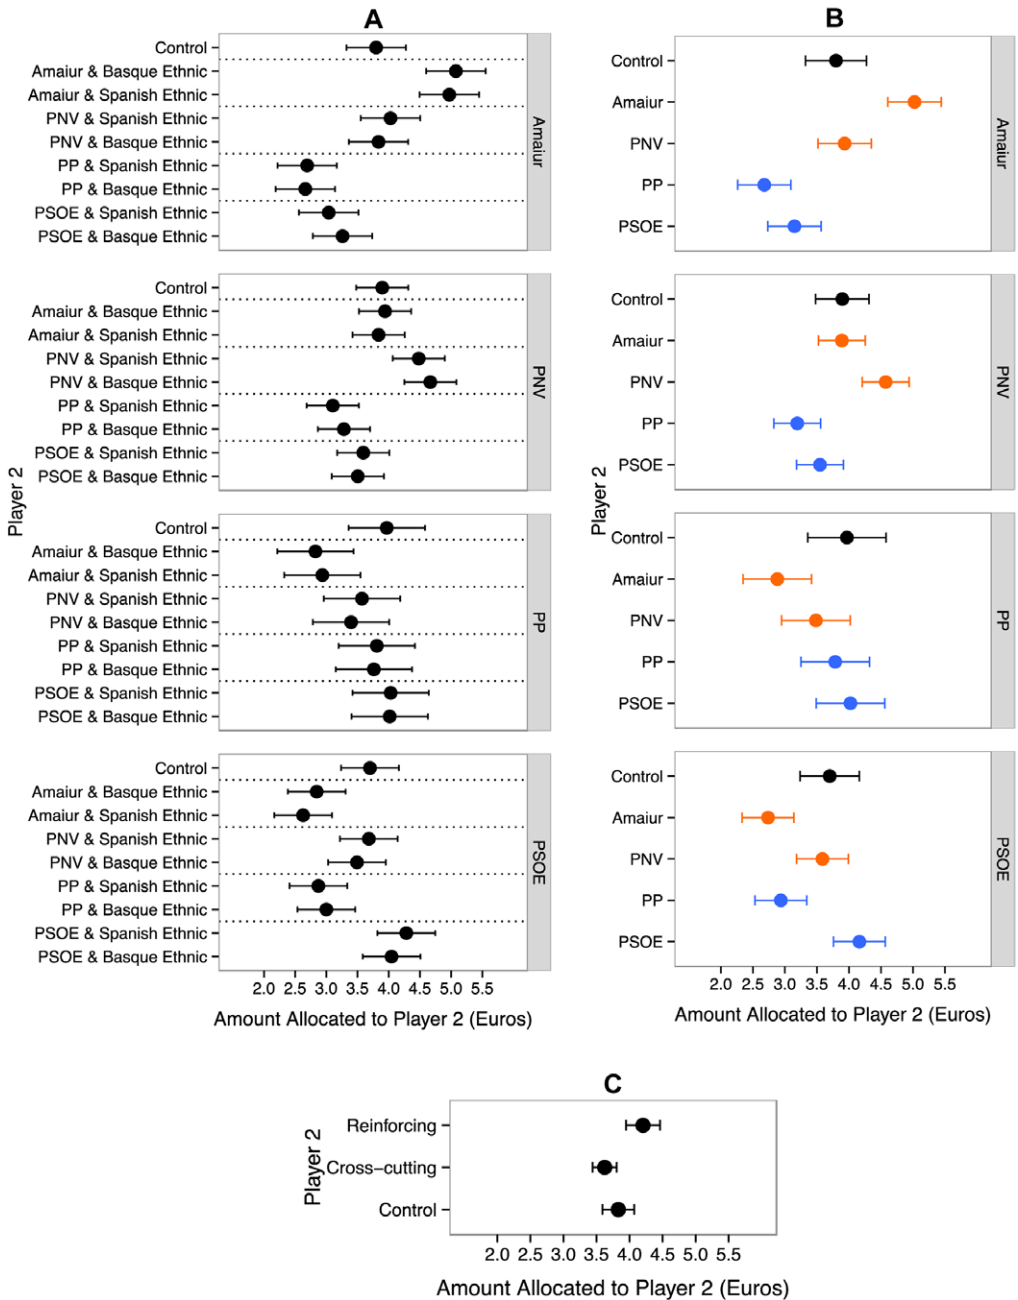 A
Control
Amaiur & Basque Ethnic
Amaiur & Spanish Ethnic
PNV & Spanish Ethnic
PNV & Basque Ethnic
PP & Spanish Ethnic
PP & Basque Ethnic
PSOE & Spanish Ethnic
PSOE & Basque Ethnic
Amaiur
Control
Amaiur & Basque Ethnic
Amaiur & Spanish Ethnic
PNV & Spanish Ethnic
PNV & Basque Ethnic
PP & Spanish Ethnic
PP & Basque Ethnic
PSOE & Spanish Ethnic
PSOE & Basque Ethnic
PNV
Player 2
Control
Amaiur & Basque Ethnic
Amaiur & Spanish Ethnic
PNV & Spanish Ethnic
PNV & Basque Ethnic
PP & Spanish Ethnic
PP & Basque Ethnic
PSOE & Spanish Ethnic
PSOE & Basque Ethnic
PP
Control
Amaiur & Basque Ethnic
Amaiur & Spanish Ethnic
PNV & Spanish Ethnic
PNV & Basque Ethnic
PP & Spanish Ethnic
PP & Basque Ethnic
PSOE & Spanish Ethnic
PSOE & Basque Ethnic
PSOE
2.0 2.5 3.0 3.5 4.0 4.5 5.0 5.5
Amount Allocated to Player 2 (Euros)
B
Control
Amaiur
PNV
PP
PSOE
Amaiur
Control
Amaiur
PNV
PP
PSOE
PNV
Player 2
Control
Amaiur
PNV
PP
PSOE
PP
Control
Amaiur
PNV
PP
PSOE
PSOE
2.0 2.5 3.0 3.5 4.0 4.5 5.0 5.5
Amount Allocated to Player 2 (Euros)
C
Player 2
Reinforcing
Cross−cutting
Control
2.0 2.5 3.0 3.5 4.0 4.5 5.0 5.5
Amount Allocated to Player 2 (Euros)